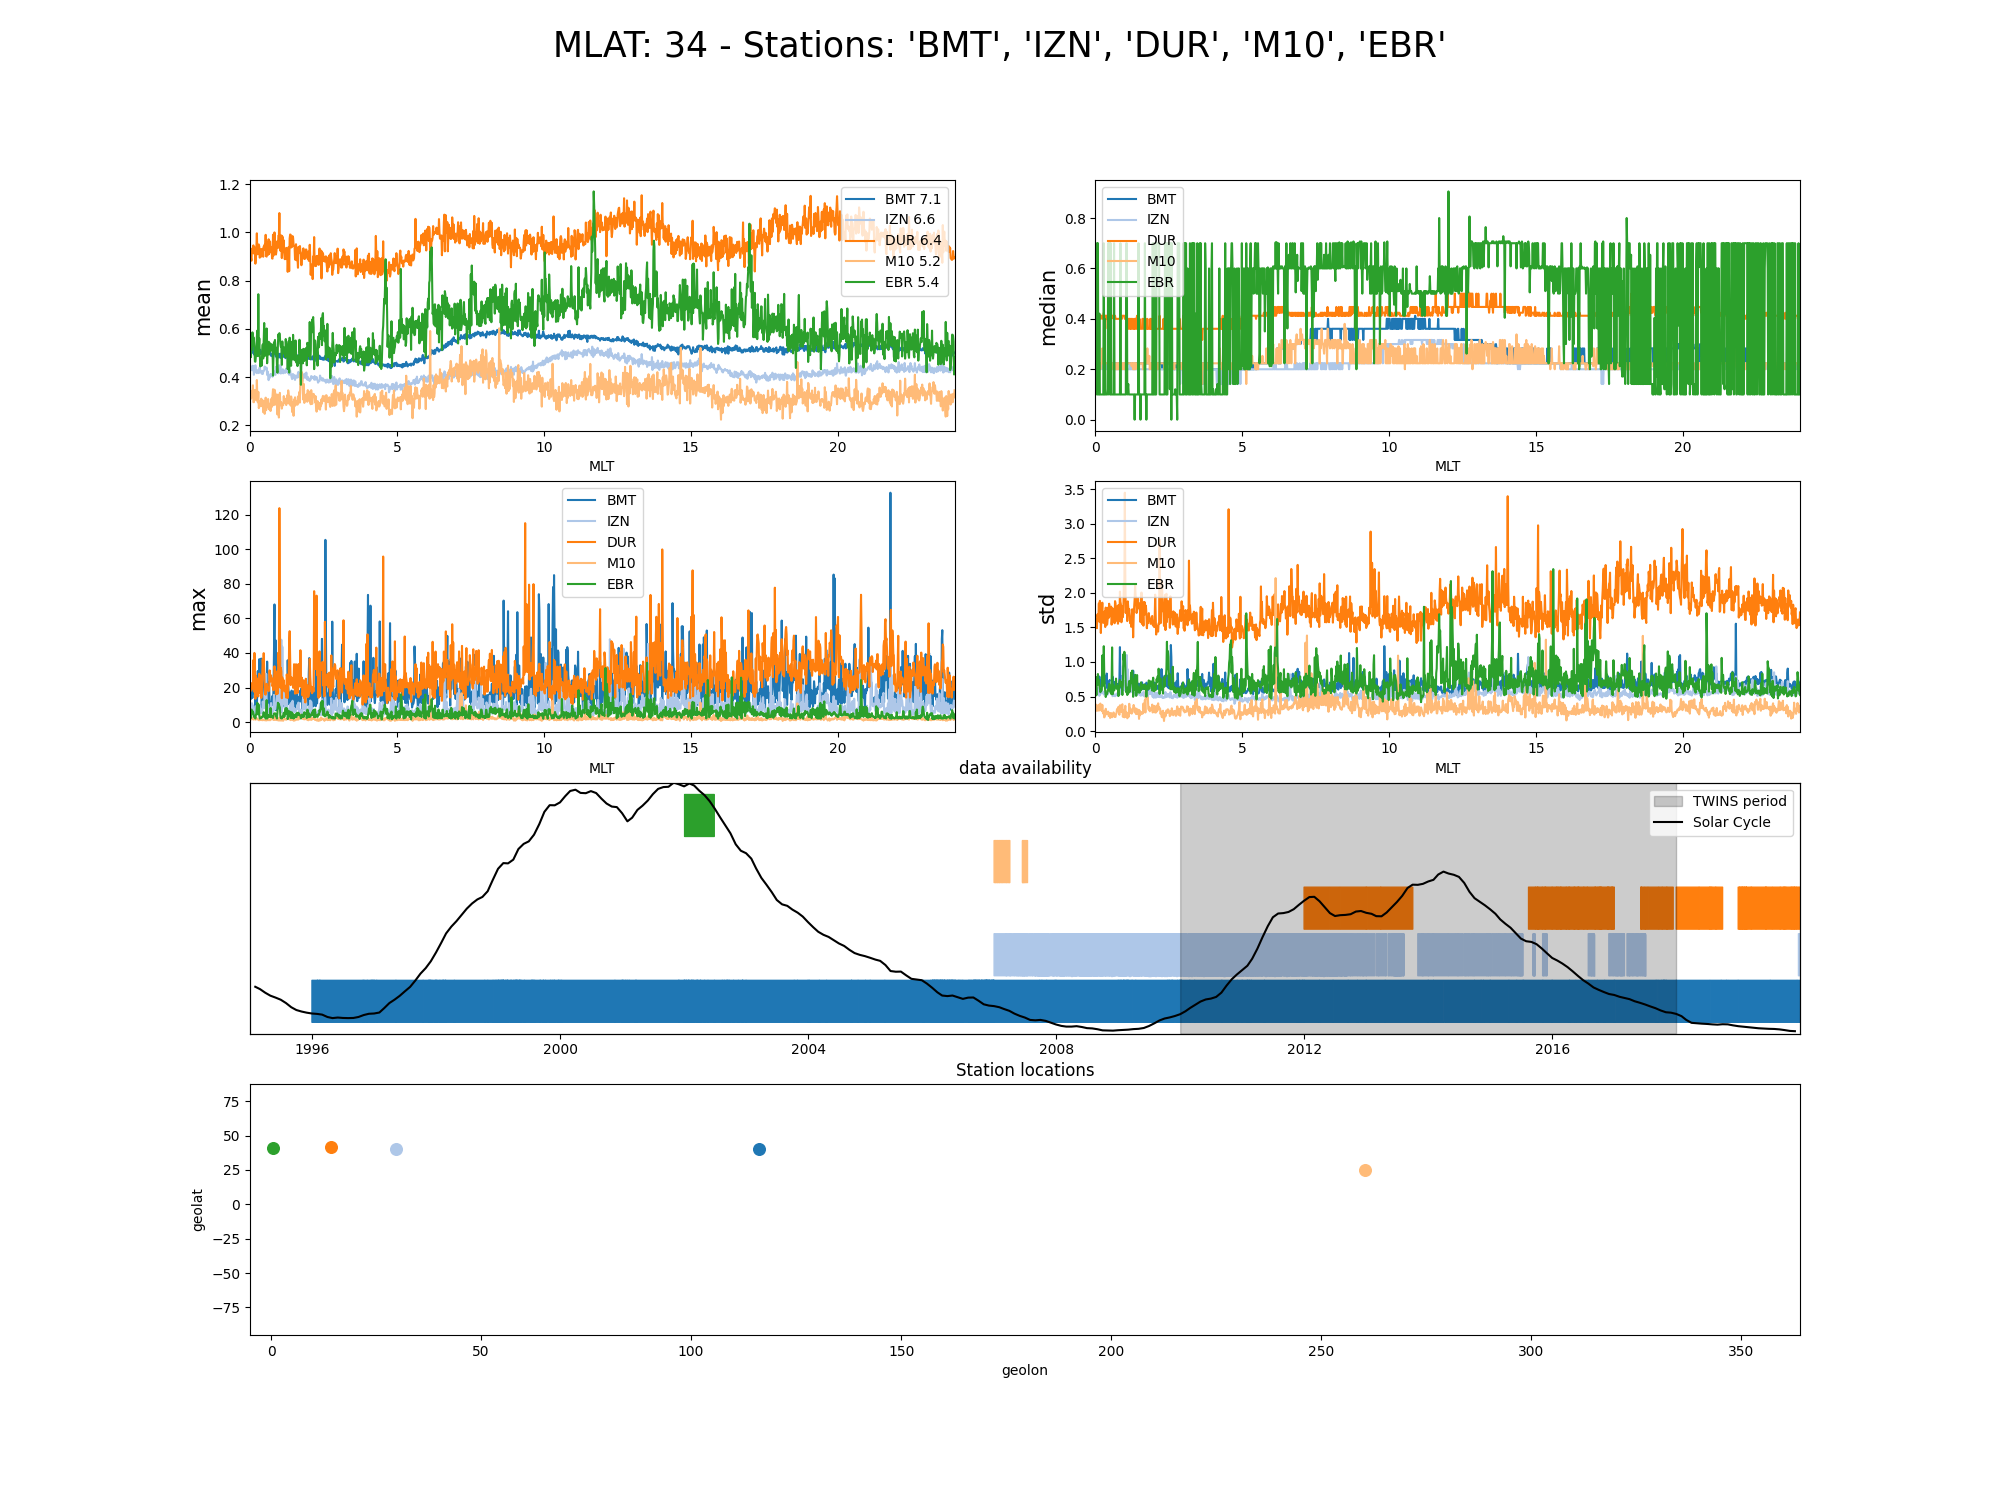 MLAT: 34 - Stations: 'BMT', 'IZN', 'DUR', 'M10', 'EBR'
mean
1.2
1.0
0.8
0.6
0.4
0.2
BMT 7.1
IZN 6.6
DUR 6.4
M10 5.2
EBR 5.4
0 5 10 15 20
MLT
median
0.8
0.6
0.4
0.2
0.0
BMT
IZN
DUR
M10
EBR
0 5 10 15 20
MLT
max
120
100
80
60
40
20
0
BMT
IZN
DUR
M10
EBR
0 5 10 15 20
MLT
std
3.5
3.0
2.5
2.0
1.5
1.0
0.5
0.0
BMT
IZN
DUR
M10
EBR
0 5 10 15 20
MLT
data availability
TWINS period
Solar Cycle
1996 2000 2004 2008 2012 2016
Station locations
geolat
75
50
25
0
−25
−50
−75
0 50 100 150 200 250 300 350
geolon